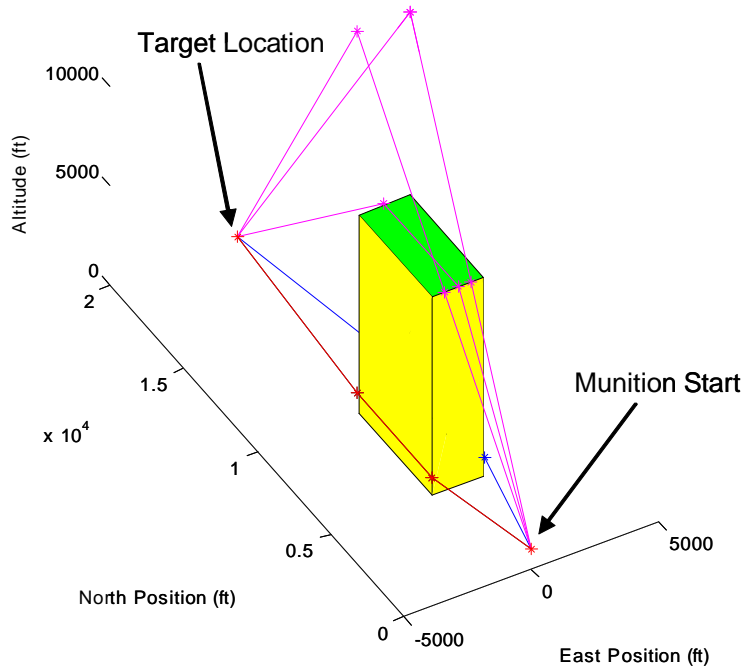 Target Location
10000
5000
0
Altitude (ft)
2
1.5
x 10^4
1
0.5
0
North Position (ft)
Munition Start
5000
0
-5000
East Position (ft)